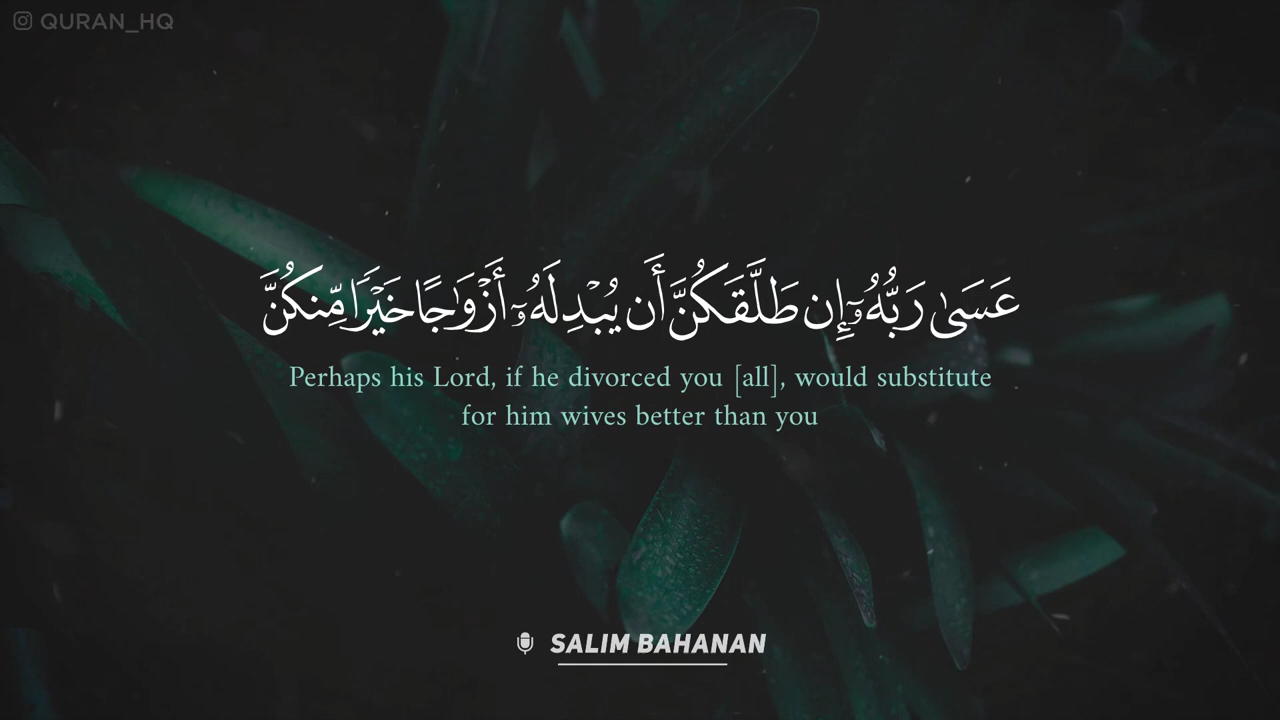 QURAN_HQ
عَسَىٰ رَبُّهُۥٓ إِن طَلَّقَكُنَّ أَن يُبْدِلَهُۥٓ أَزْوَٰجًا خَيْرًا مِّنكُنَّ
Perhaps his Lord, if he divorced you [all], would substitute
for him wives better than you
SALIM BAHANAN